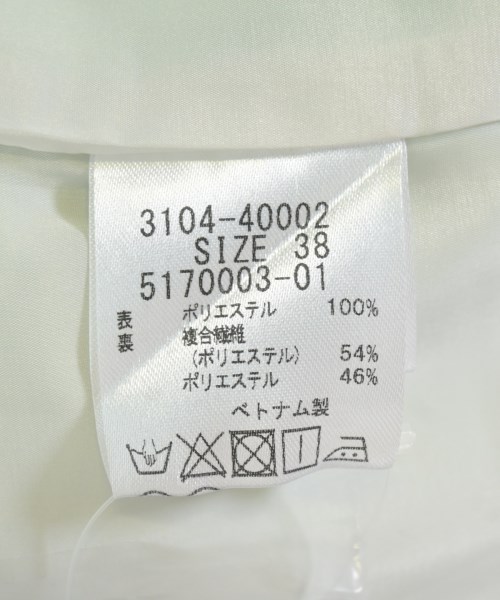 3104-40002
SIZE 38
5170003-01
表 ポリエステル 100%
裏 複合繊維
(ポリエステル) 54%
ポリエステル 46%
ベトナム製